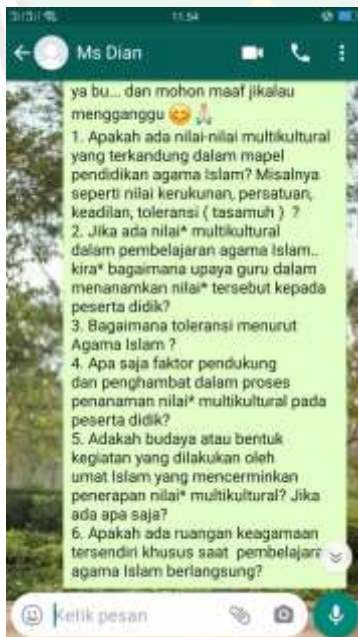 11.54
Ms Dian
ya bu... dan mohon maaf jikalau
mengganggu 😊🙏
1. Apakah ada nilai-nilai multikultural
yang terkandung dalam mapel
pendidikan agama Islam? Misalnya
seperti nilai kerukunan, persatuan,
keadilan, toleransi ( tasamuh ) ?
2. Jika ada nilai* multikultural
dalam pembelajaran agama Islam..
kira* bagaimana upaya guru dalam
menanamkan nilai* tersebut kepada
peserta didik?
3. Bagaimana toleransi menurut
Agama Islam ?
4. Apa saja faktor pendukung
dan penghambat dalam proses
penanaman nilai* multikultural pada
peserta didik?
5. Adakah budaya atau bentuk
kegiatan yang dilakukan oleh
umat Islam yang mencerminkan
penerapan nilai* multikultural? Jika
ada apa saja?
6. Apakah ada ruangan keagamaan
tersendiri khusus saat pembelajara
agama Islam berlangsung?
Ketik pesan